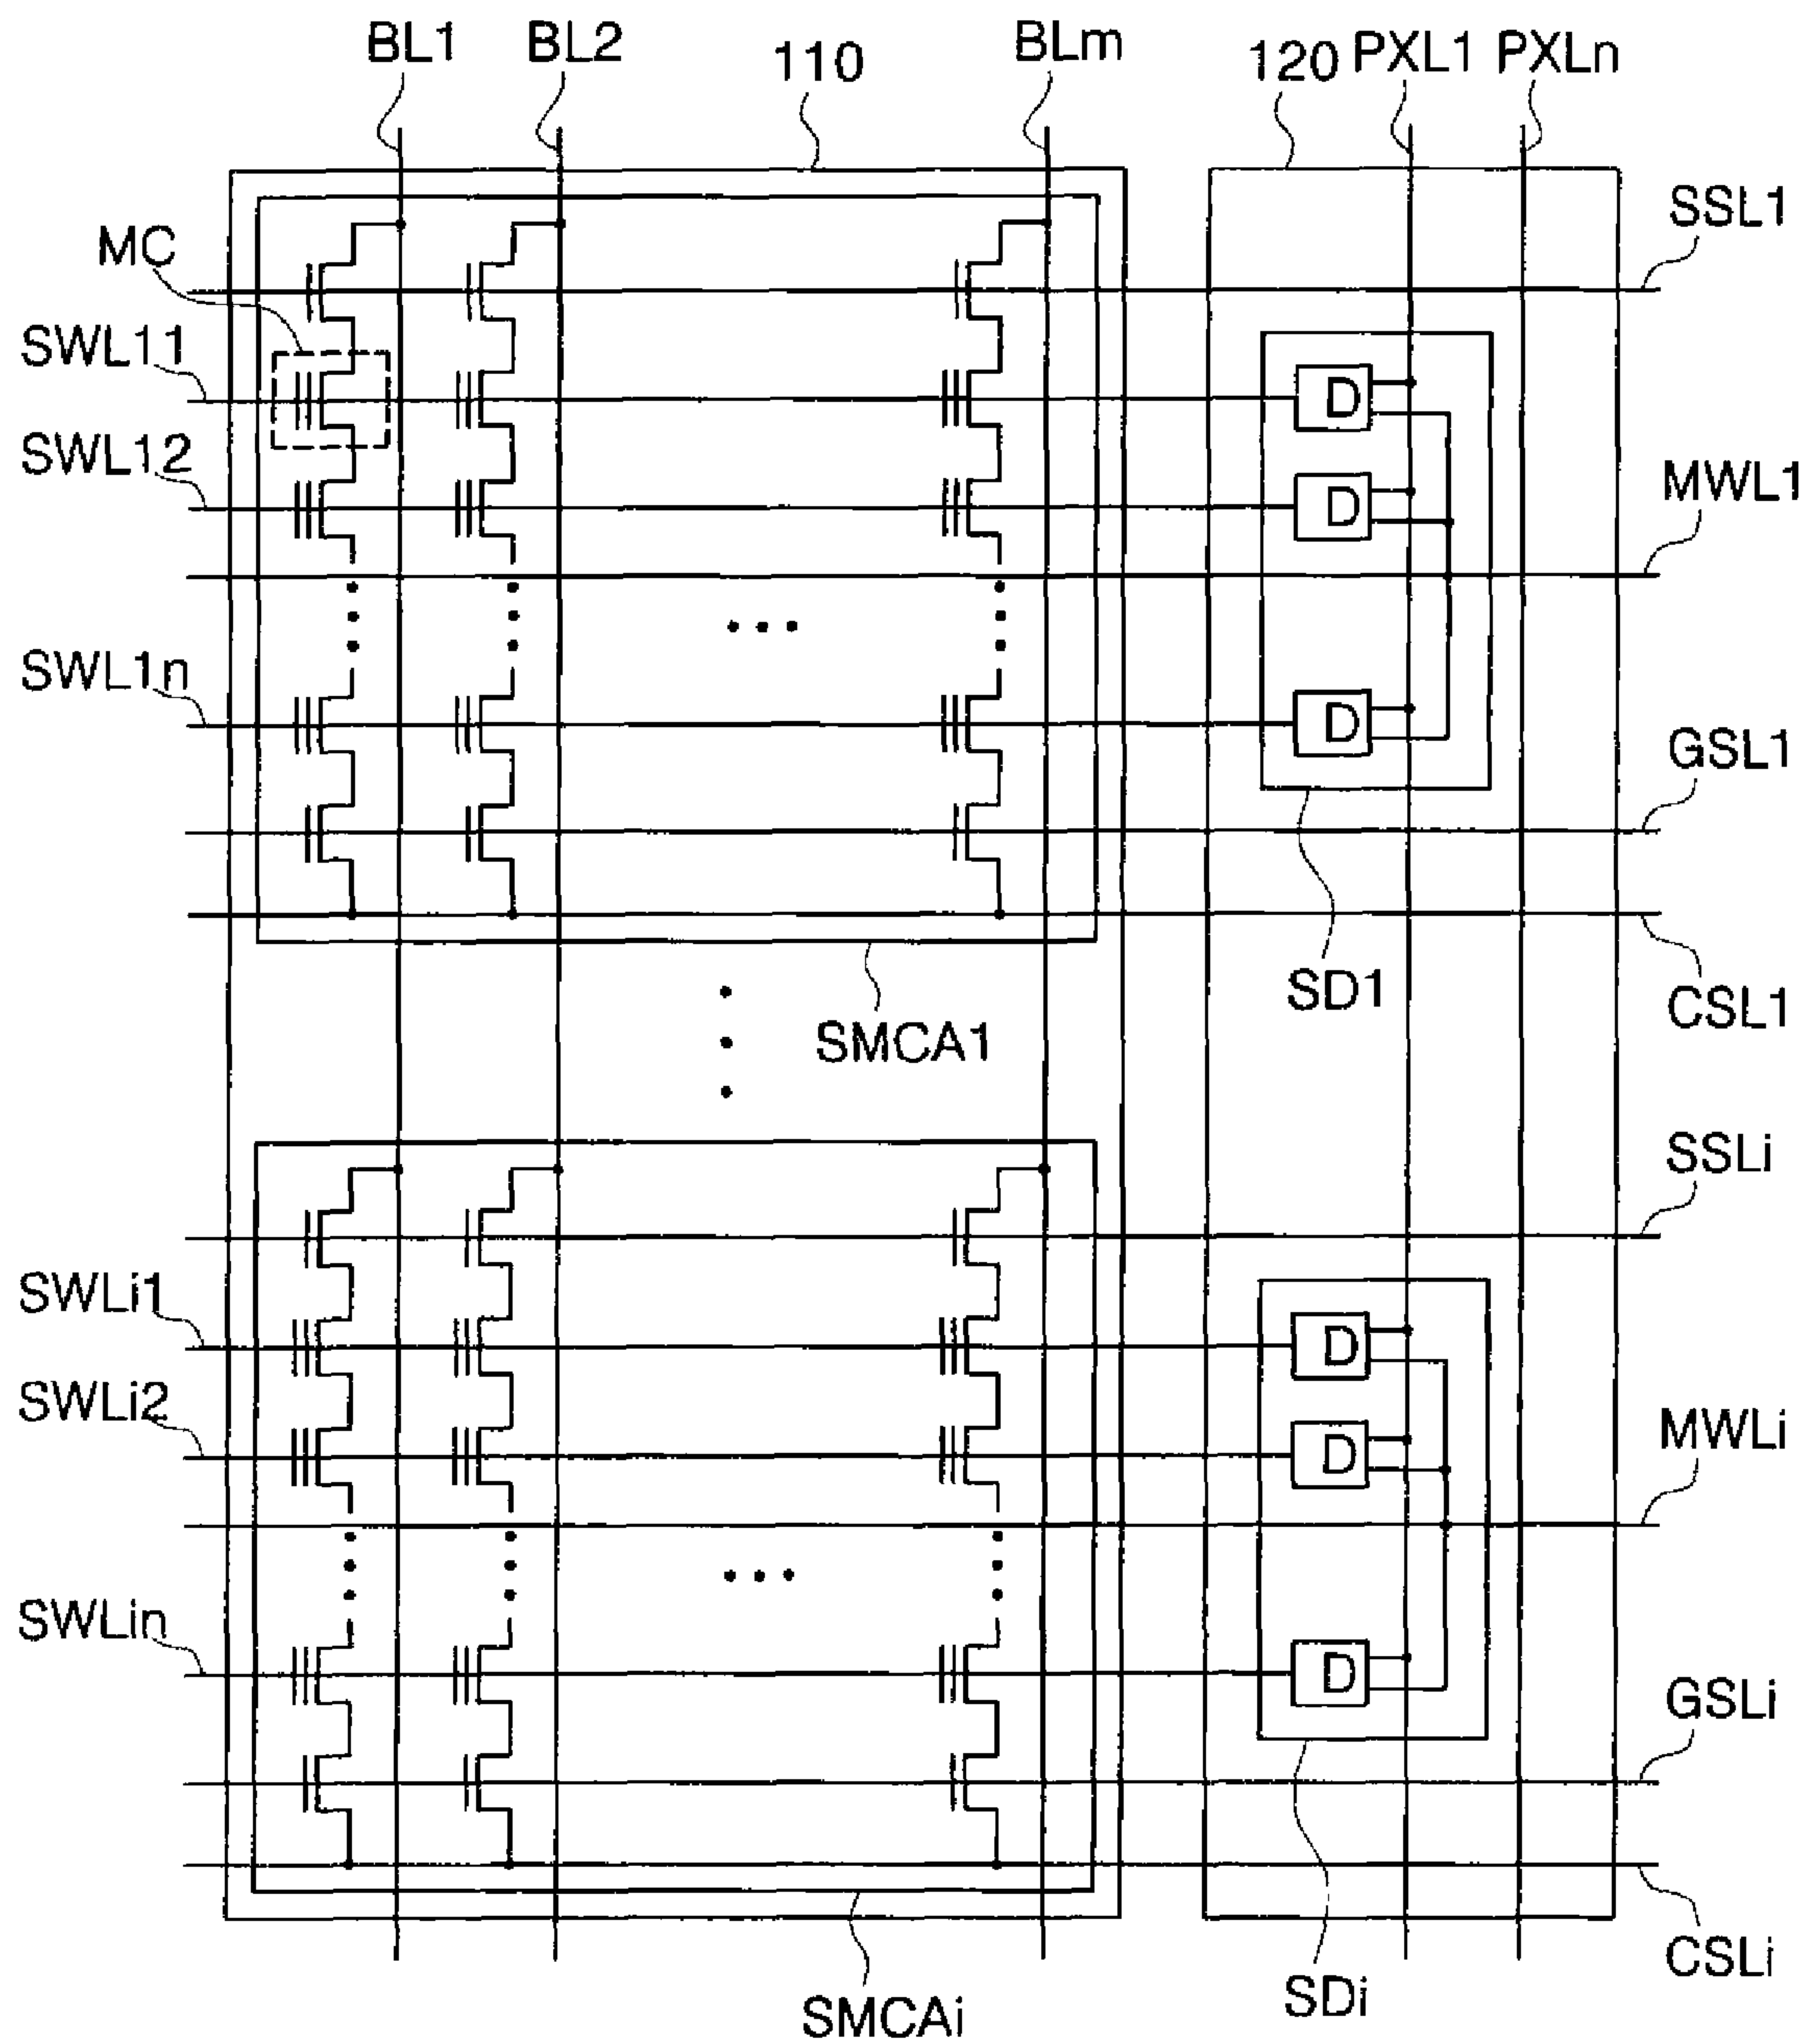 BL1 BL2 110 BLm 120 PXL1 PXLn
SSL1
MC
SWL11
D
SWL12
MWL1
D
SWL1n
D
GSL1
SD1
CSL1
SMCA1
SSLi
SWLi1
D
SWLi2
MWLi
D
SWLin
D
GSLi
CSLi
SDi
SMCAi